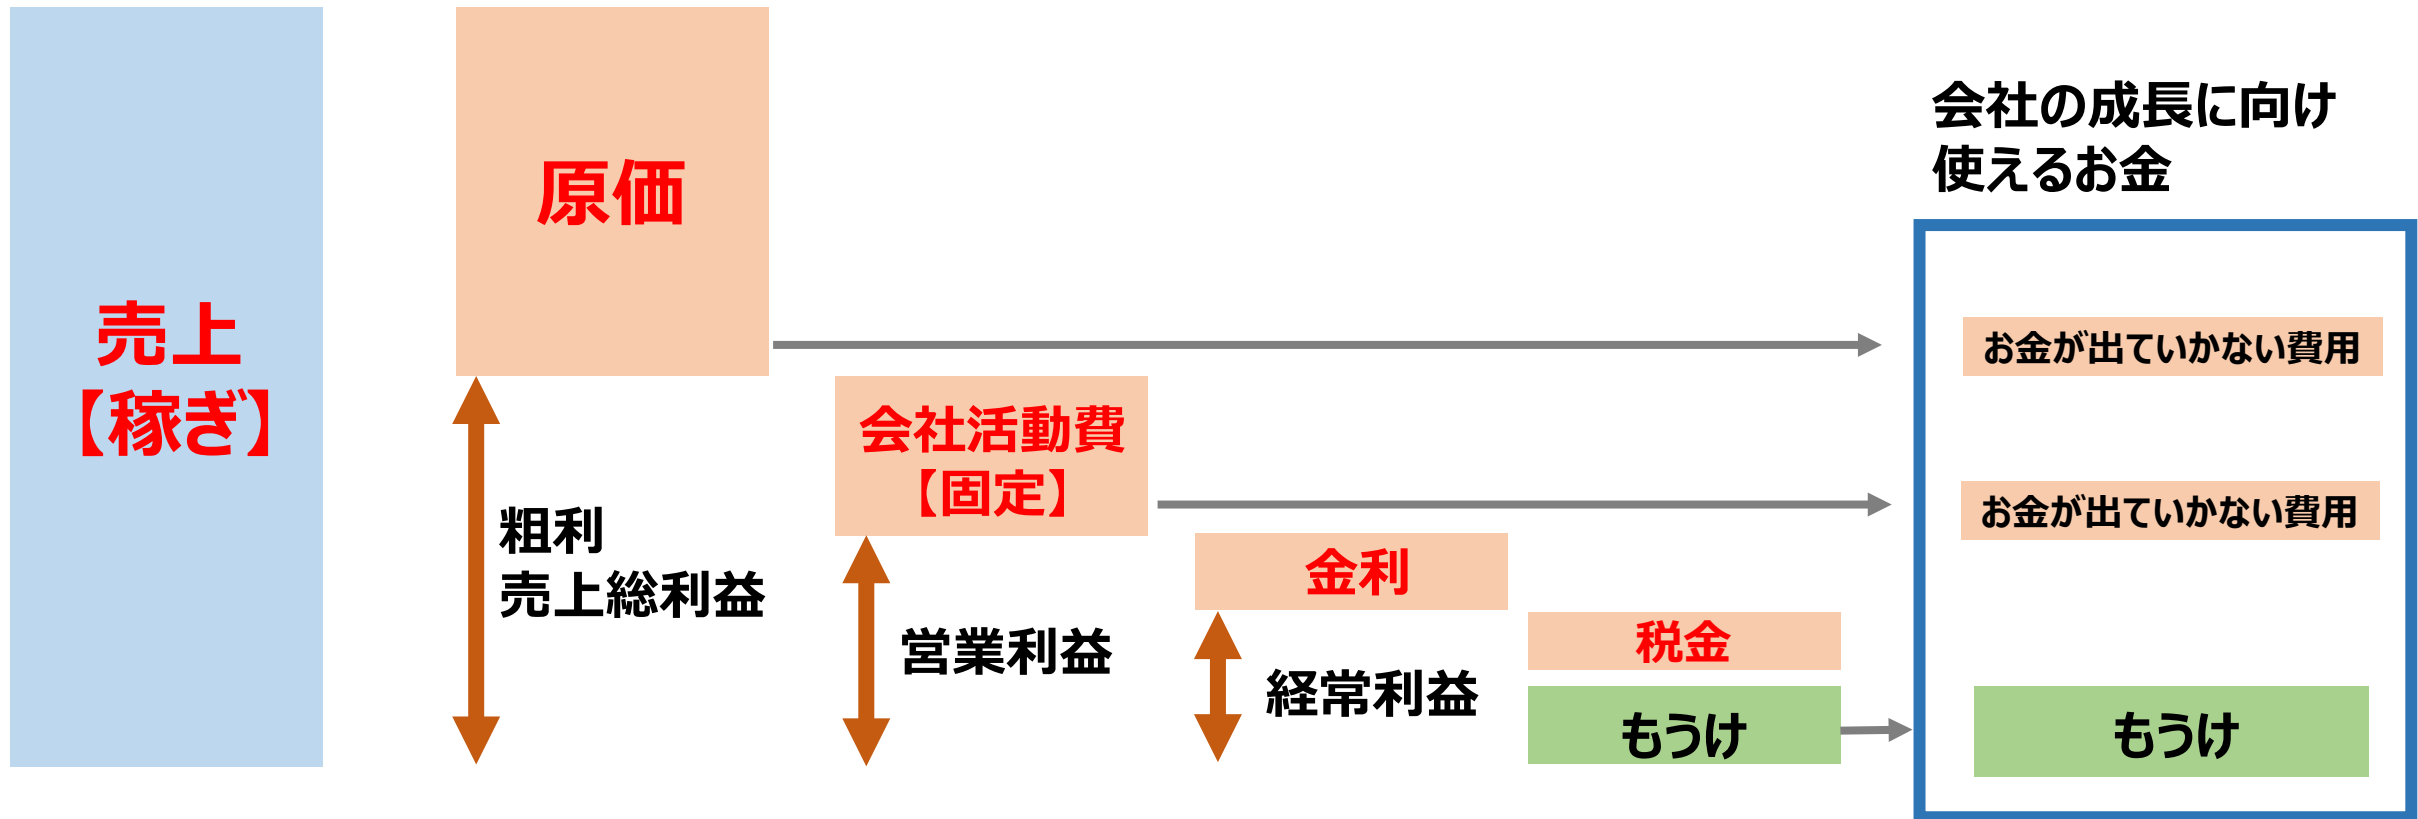 売上
【稼ぎ】
原価
粗利
売上総利益
会社活動費
【固定】
営業利益
金利
経常利益
税金
もうけ
会社の成長に向け
使えるお金
お金が出ていかない費用
お金が出ていかない費用
もうけ